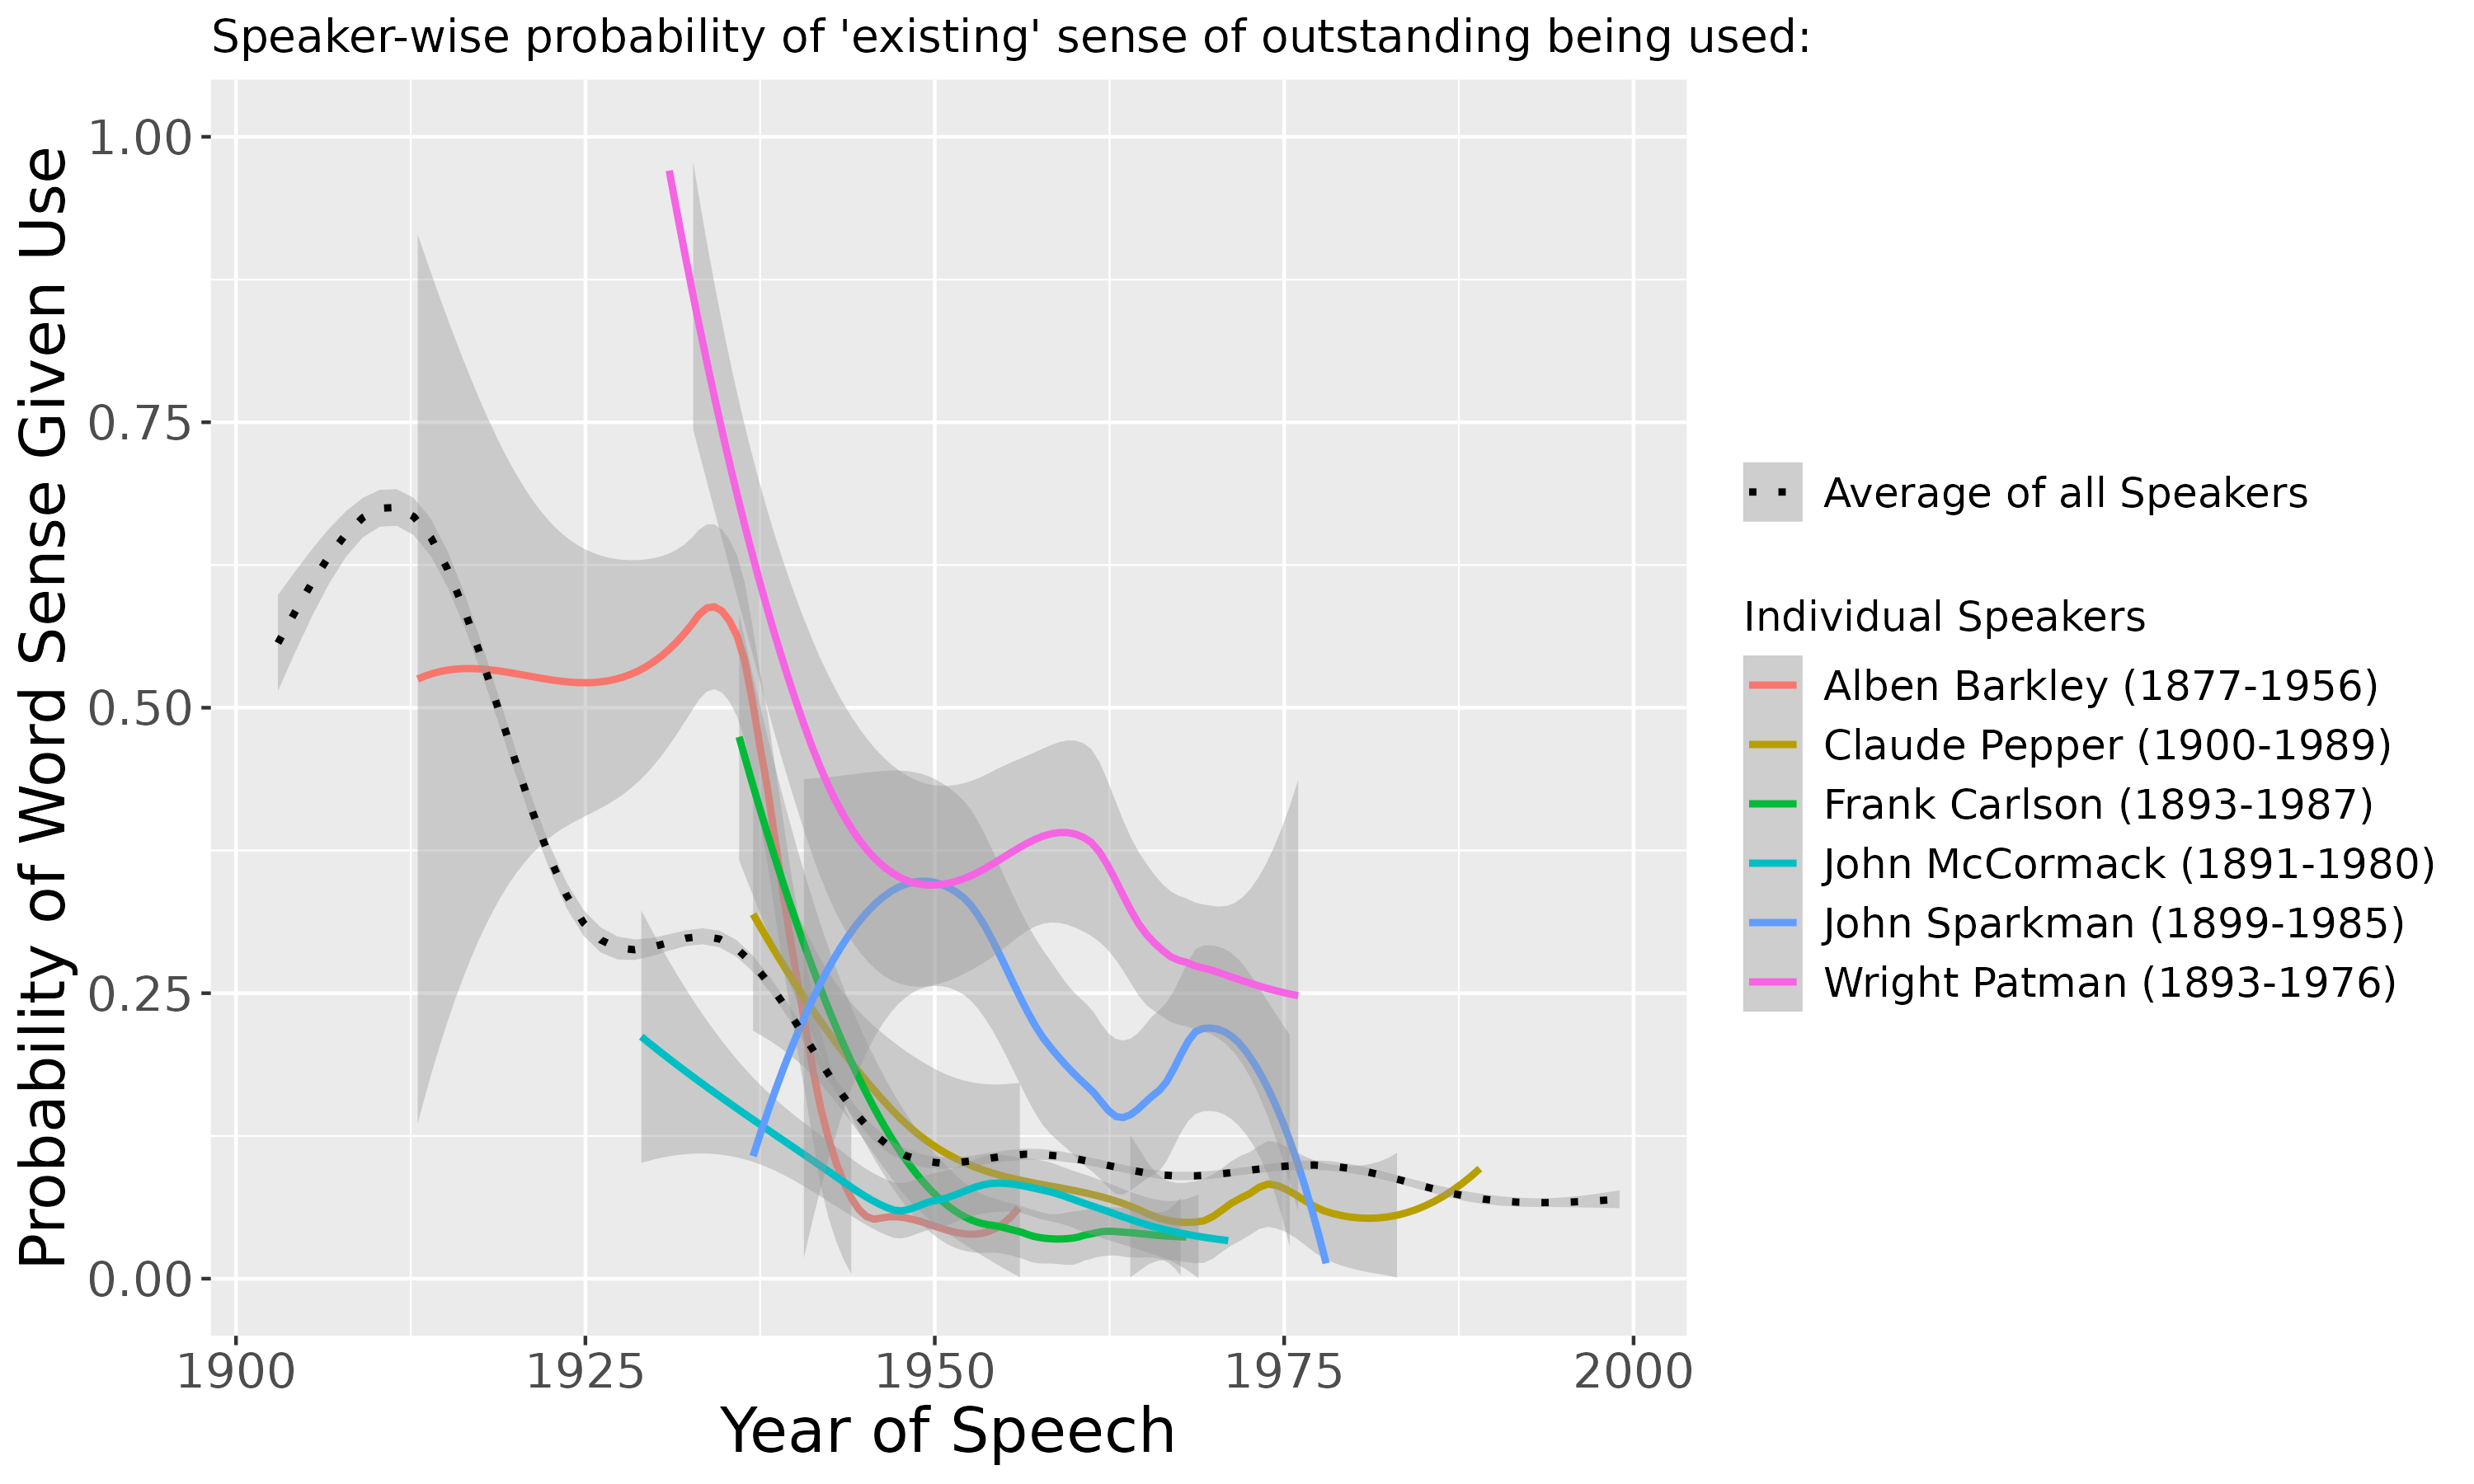 Speaker-wise probability of 'existing' sense of outstanding being used:
Probability of Word Sense Given Use
1.00
0.75
0.50
0.25
0.00
1900
1925
1950
1975
2000
Year of Speech
Average of all Speakers
Individual Speakers
Alben Barkley (1877-1956)
Claude Pepper (1900-1989)
Frank Carlson (1893-1987)
John McCormack (1891-1980)
John Sparkman (1899-1985)
Wright Patman (1893-1976)